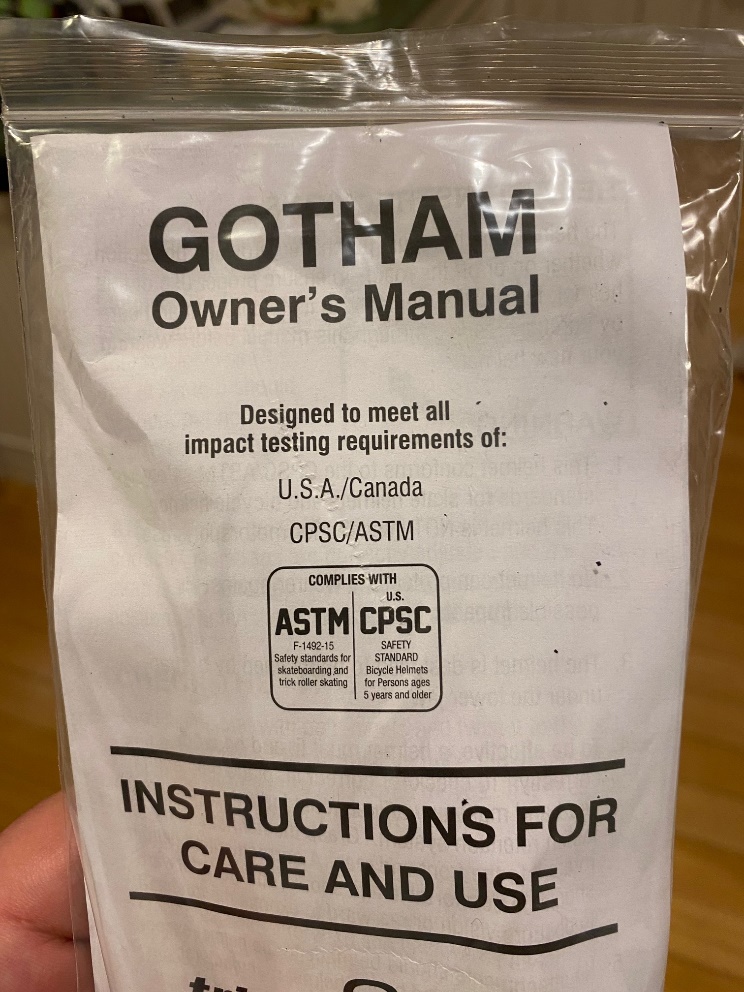 GOTHAM
Owner's Manual
Designed to meet all
impact testing requirements of:
U.S.A./Canada
CPSC/ASTM
COMPLIES WITH
ASTM
F-1492-15
Safety standards for
skateboarding and
trick roller skating
U.S.
CPSC
SAFETY
STANDARD
Bicycle Helmets
for Persons ages
5 years and older
INSTRUCTIONS FOR
CARE AND USE